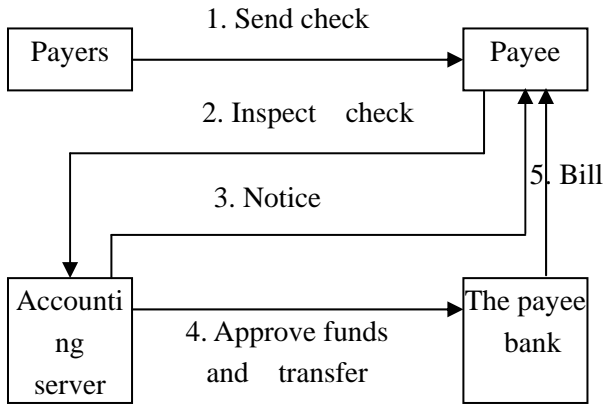 1. Send check
Payers
Payee
2. Inspect check
3. Notice
5. Bill
Accounti
ng
server
4. Approve funds
and transfer
The payee
bank